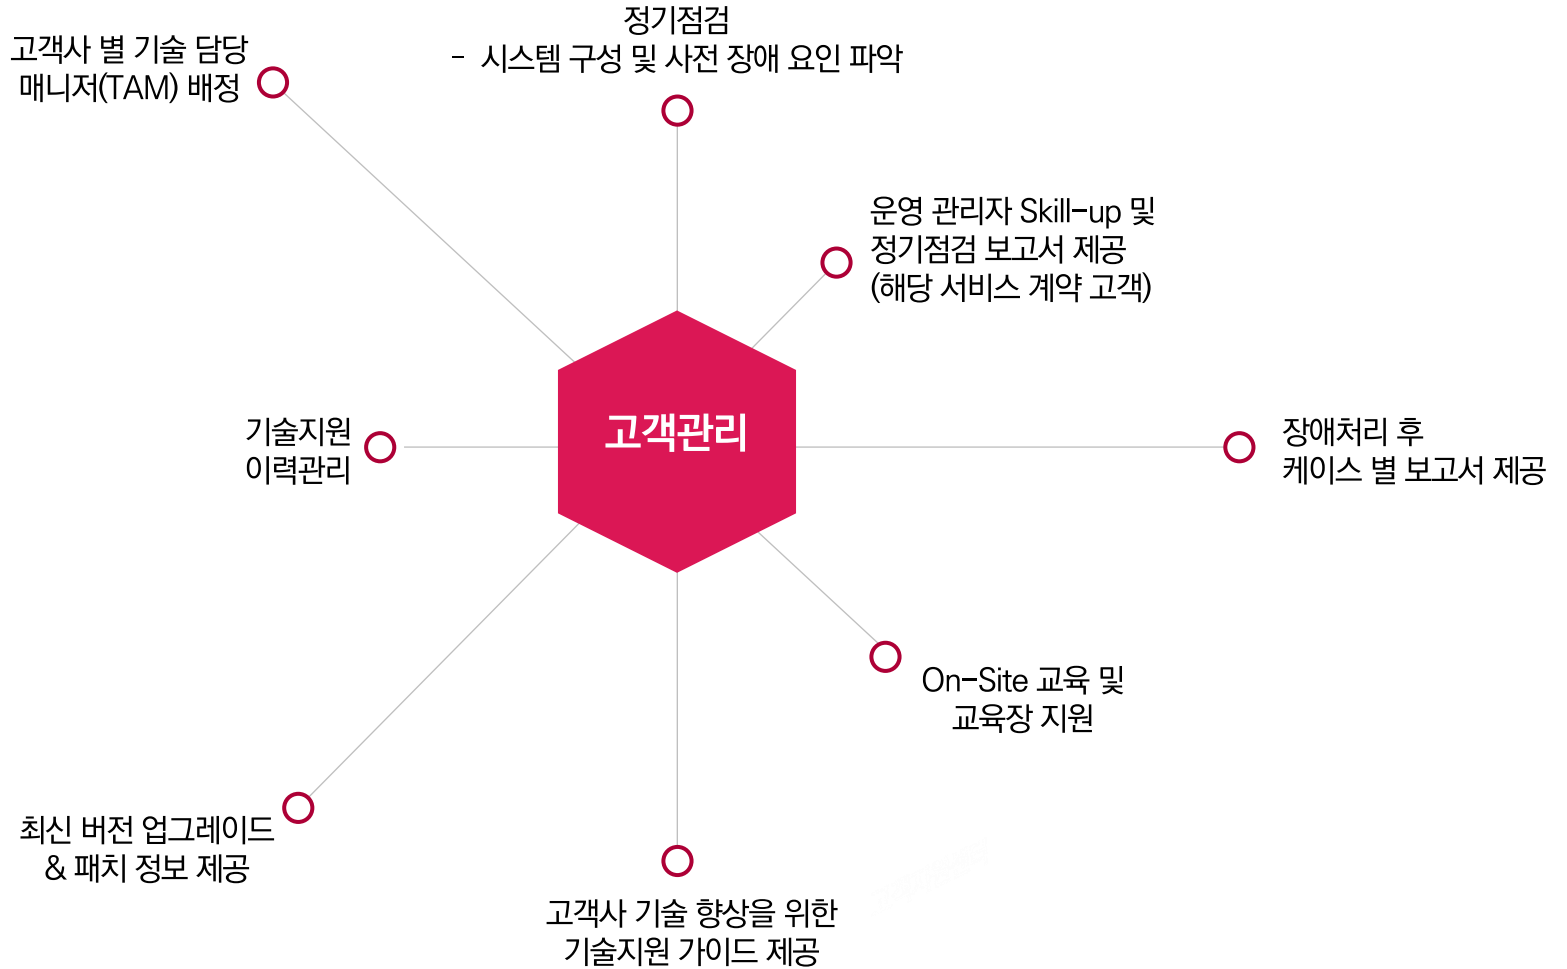 정기점검
- 시스템 구성 및 사전 장애 요인 파악
고객사 별 기술 담당
매니저(TAM) 배정
운영 관리자 Skill-up 및
정기점검 보고서 제공
(해당 서비스 계약 고객)
고객관리
기술지원
이력관리
장애처리 후
케이스 별 보고서 제공
On-Site 교육 및
교육장 지원
최신 버전 업그레이드
& 패치 정보 제공
고객사 기술 향상을 위한
기술지원 가이드 제공